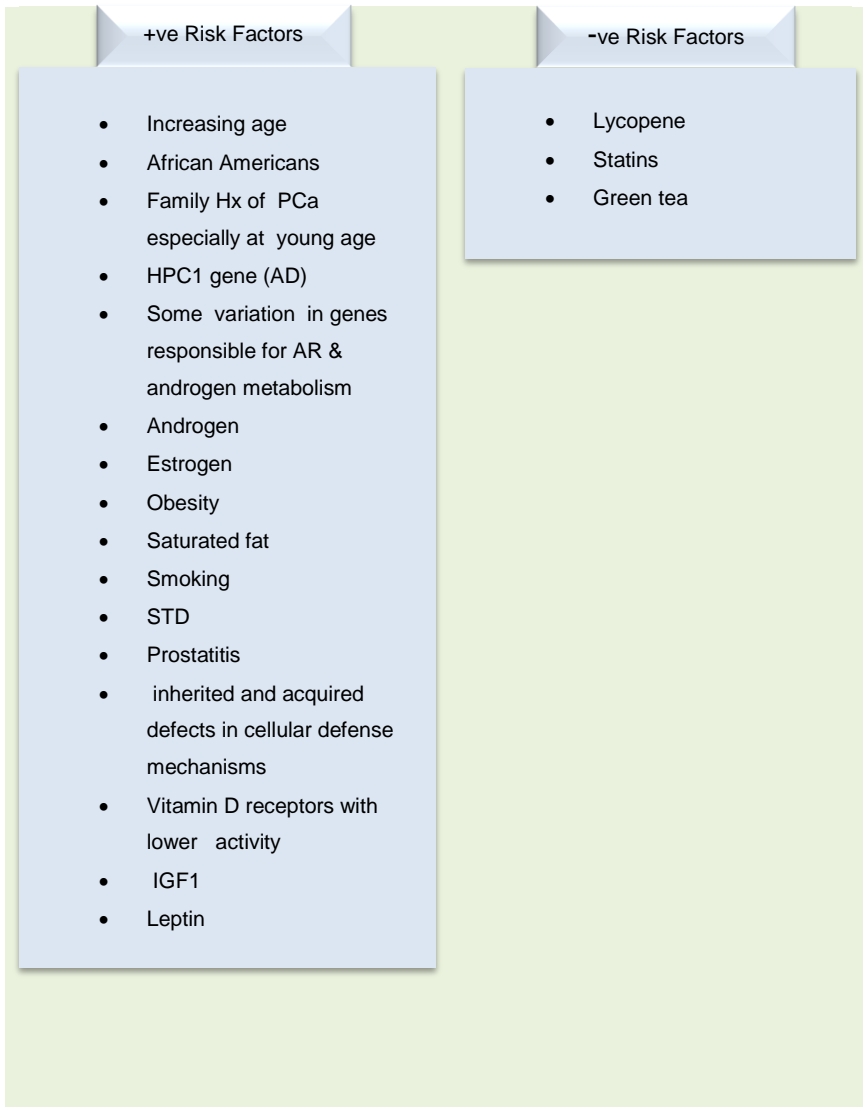 +ve Risk Factors
• Increasing age
• African Americans
• Family Hx of PCa
especially at young age
• HPC1 gene (AD)
• Some variation in genes
responsible for AR &
androgen metabolism
• Androgen
• Estrogen
• Obesity
• Saturated fat
• Smoking
• STD
• Prostatitis
• inherited and acquired
defects in cellular defense
mechanisms
• Vitamin D receptors with
lower activity
• IGF1
• Leptin
-ve Risk Factors
• Lycopene
• Statins
• Green tea